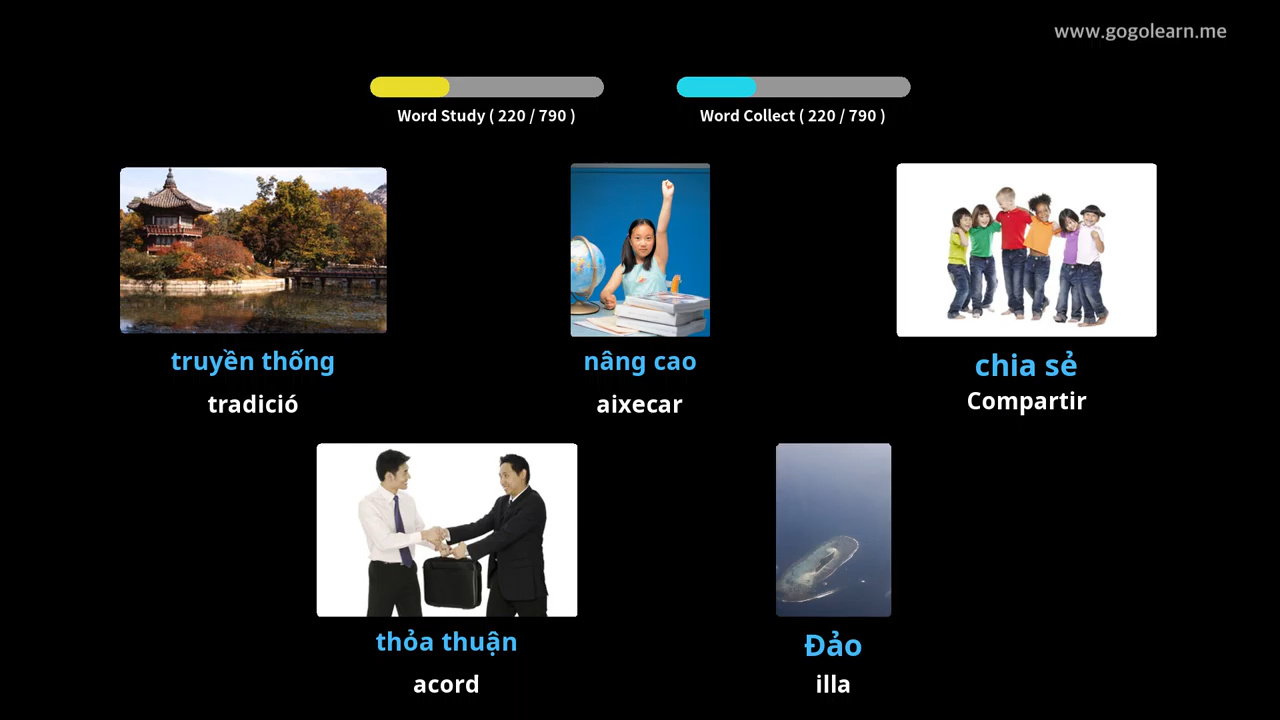 www.gogolearn.me
Word Study ( 220 / 790 )
Word Collect ( 220 / 790 )
truyền thống
tradició
nâng cao
aixecar
chia sẻ
Compartir
thỏa thuận
acord
Đảo
illa